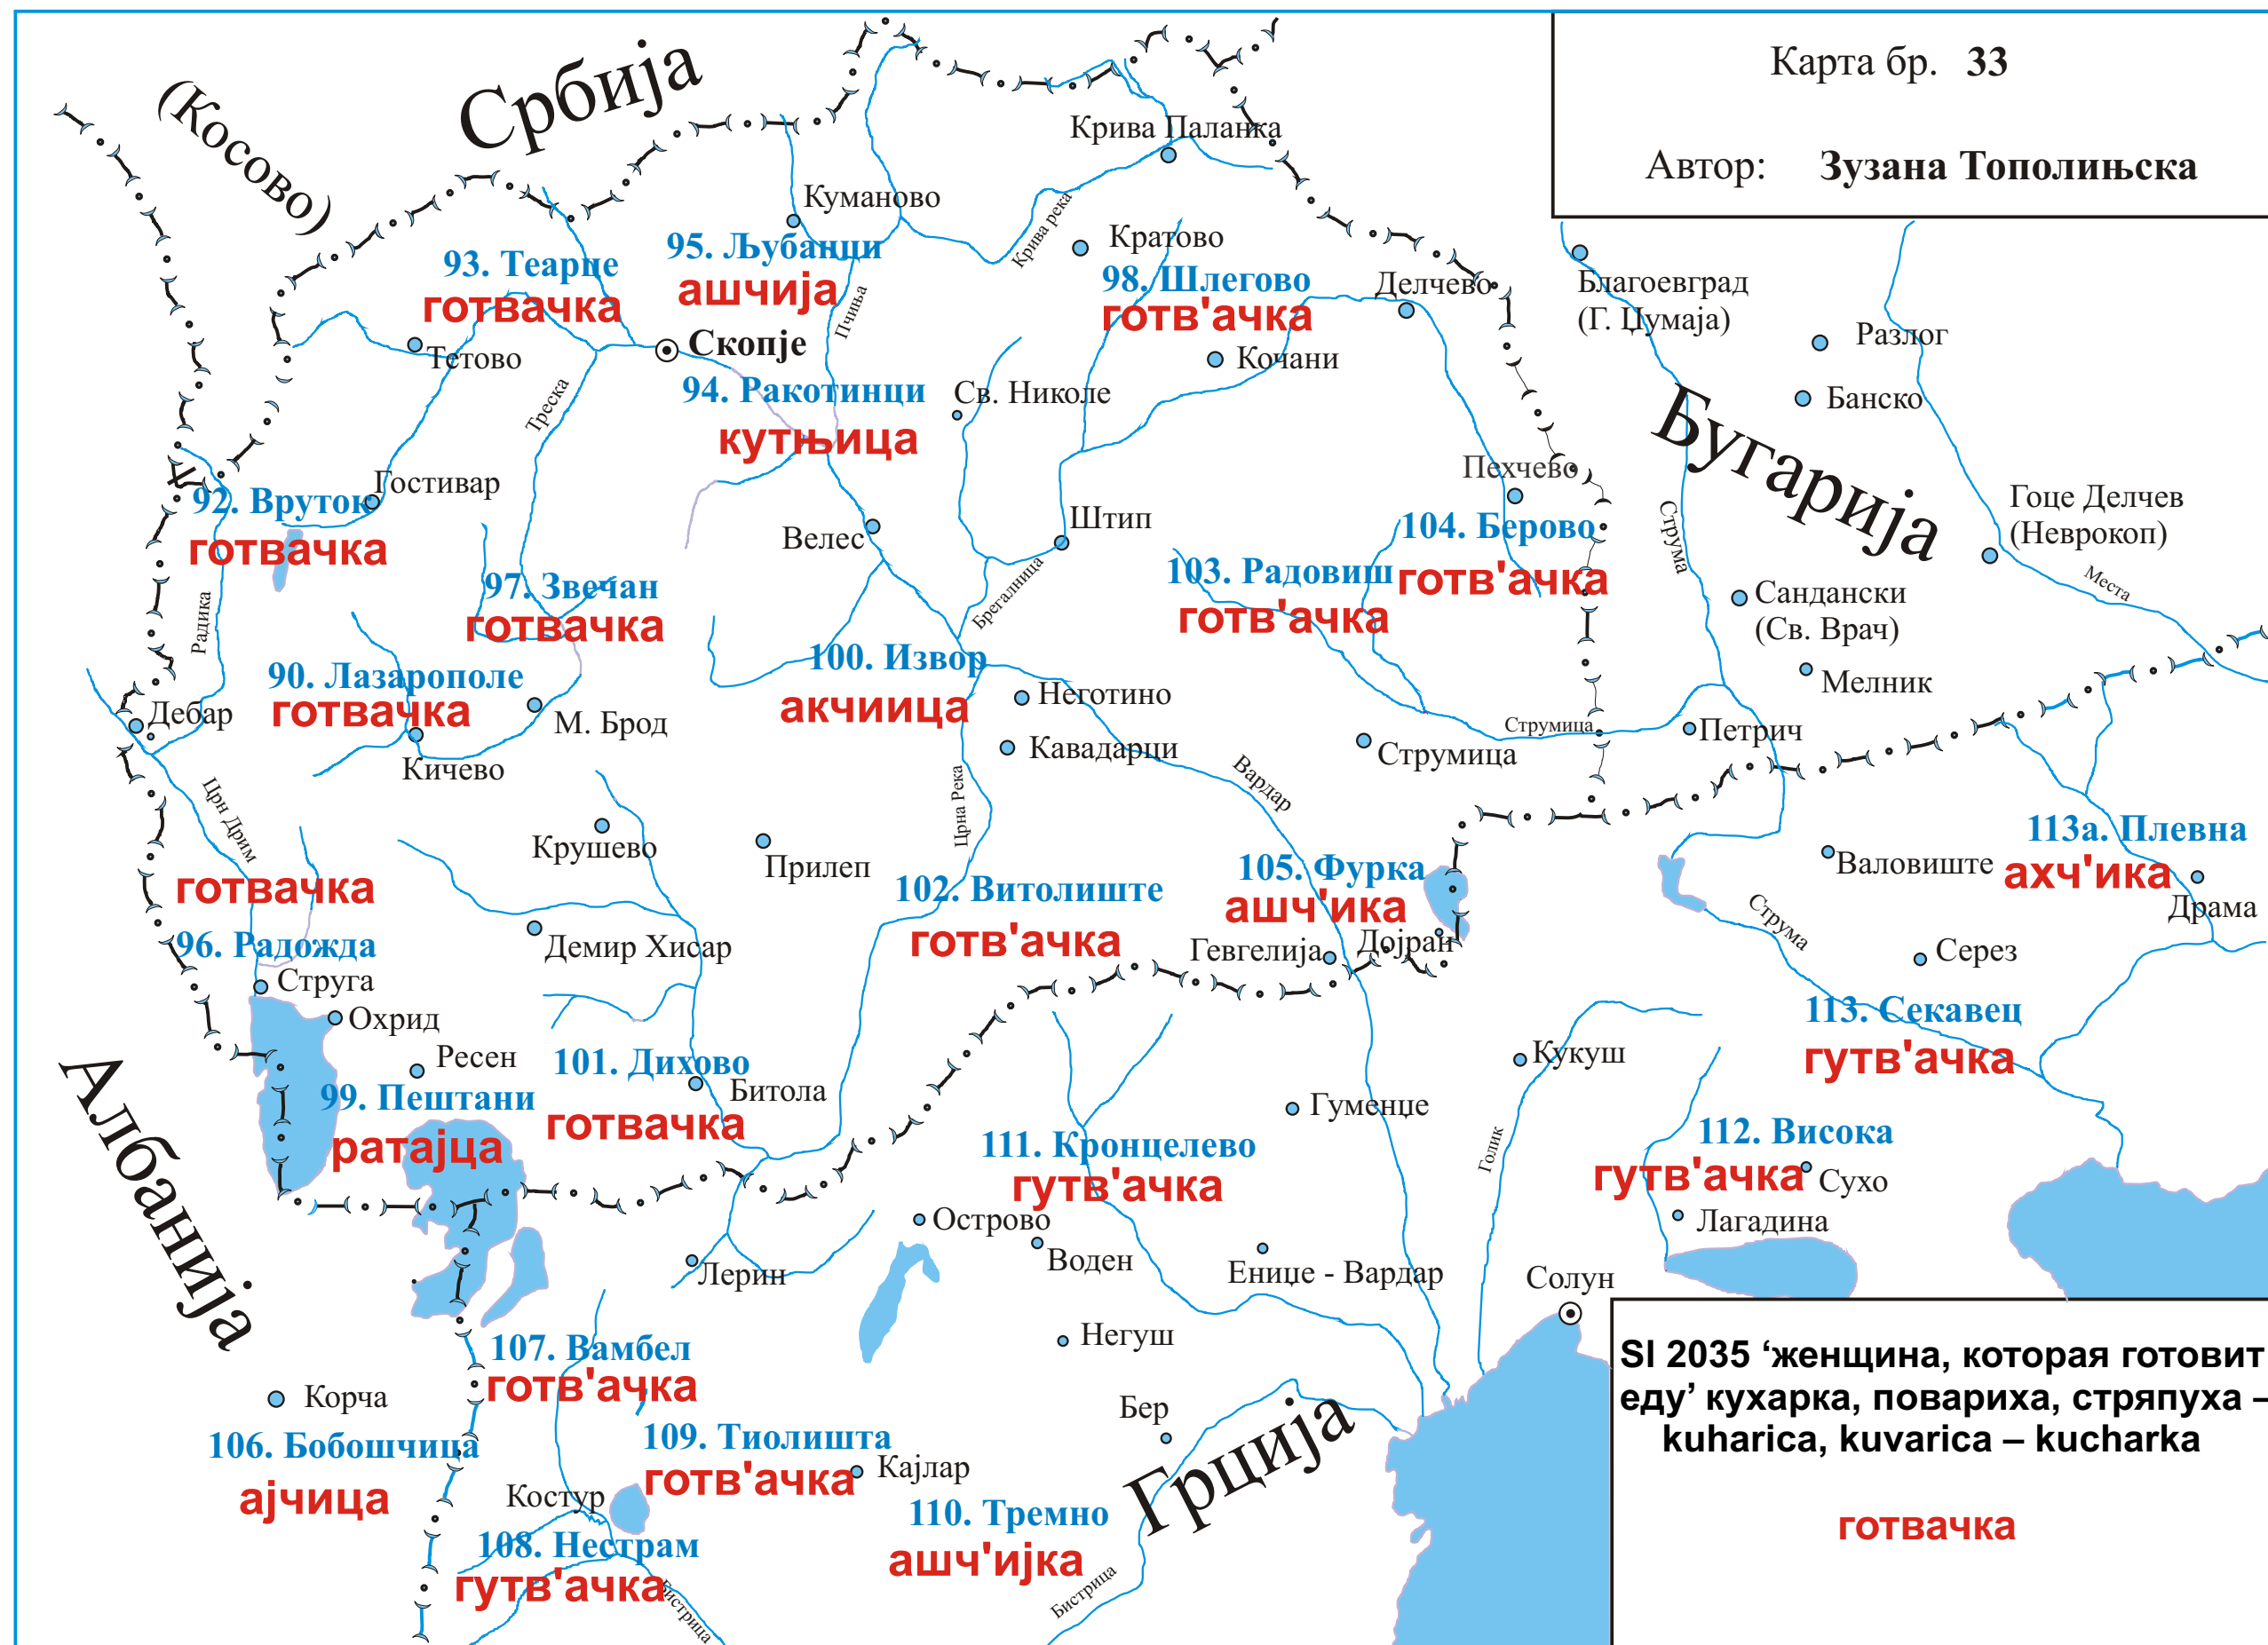 Карта бр. 33
Автор: Зузана Тополињска
(Косово)
Србија
Крива Паланка
Куманово
Крива река
Кратово
93. Теарце
готвачка
95. Љубанци
ашчија
98. Шлегово
готв'ачка
Делчево
Благоевград
(Г. Џумаја)
Разлог
Пчиња
Тетово
Скопје
Кочани
Треска
94. Ракотинци
кутњица
Св. Николе
Банско
Бугарија
Гостивар
92. Вруток
готвачка
Пехчево
Велес
Штип
104. Берово
готв'ачка
Струма
Гоце Делчев
(Неврокоп)
Места
97. Звечан
готвачка
Брегалница
103. Радовиш
готв'ачка
Сандански
(Св. Врач)
Радика
90. Лазарополе
готвачка
100. Извор
акчиица
Неготино
Мелник
Дебар
М. Брод
Кавадарци
Струмица
Струмица
Петрич
Кичево
Црн Дрим
Црна Река
Вардар
Крушево
Прилеп
113а. Плевна
ахч'ика
Валовиште
Драма
готвачка
96. Радожда
102. Витолиште
готв'ачка
105. Фурка
ашч'ика
Струма
Демир Хисар
Гевгелија
Дојран
Серез
Струга
Охрид
113. Секавец
гутв'ачка
Ресен
101. Дихово
готвачка
Битола
Кукуш
Албанија
99. Пештани
ратајца
Гуменџе
111. Кронцелево
гутв'ачка
Голик
112. Висока
гутв'ачка
Сухо
Лагадина
Острово
Воден
Лерин
Ениџе - Вардар
Солун
Негуш
107. Вамбел
готв'ачка
Корча
Бер
Грција
106. Бобошчица
ајчица
109. Тиолишта
готв'ачка
Кајлар
Костур
110. Тремно
ашч'ијка
108. Нестрам
гутв'ачка
Бистрица
Бистрица
SI 2035 ‘женщина, которая готовит
еду’ кухарка, повариха, стряпуха –
kuharica, kuvarica – kucharka
готвачка